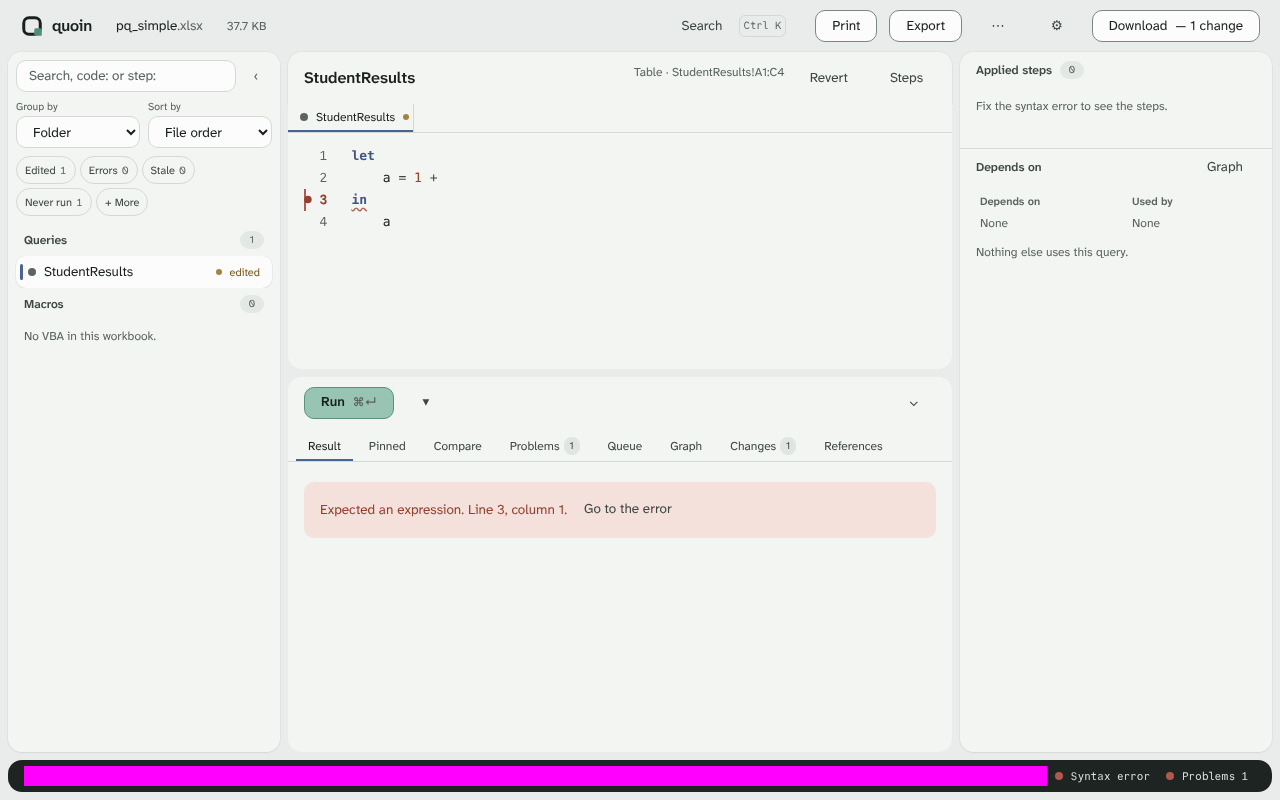 quoin pq_simple.xlsx 37.7 KB Search Ctrl K Print Export ⋯ ⚙ Download — 1 change
Search, code: or step: ‹
Group by Sort by
Folder File order
Edited 1 Errors 0 Stale 0
Never run 1 + More
Queries 1
StudentResults edited
Macros 0
No VBA in this workbook.
StudentResults Table · StudentResults!A1:C4 Revert Steps
StudentResults
1 let
2 a = 1 +
3 in
4 a
Run ⌘↵ ▼
Result Pinned Compare Problems 1 Queue Graph Changes 1 References
Expected an expression. Line 3, column 1. Go to the error
Applied steps 0
Fix the syntax error to see the steps.
Depends on Graph
Depends on Used by
None None
Nothing else uses this query.
Syntax error Problems 1